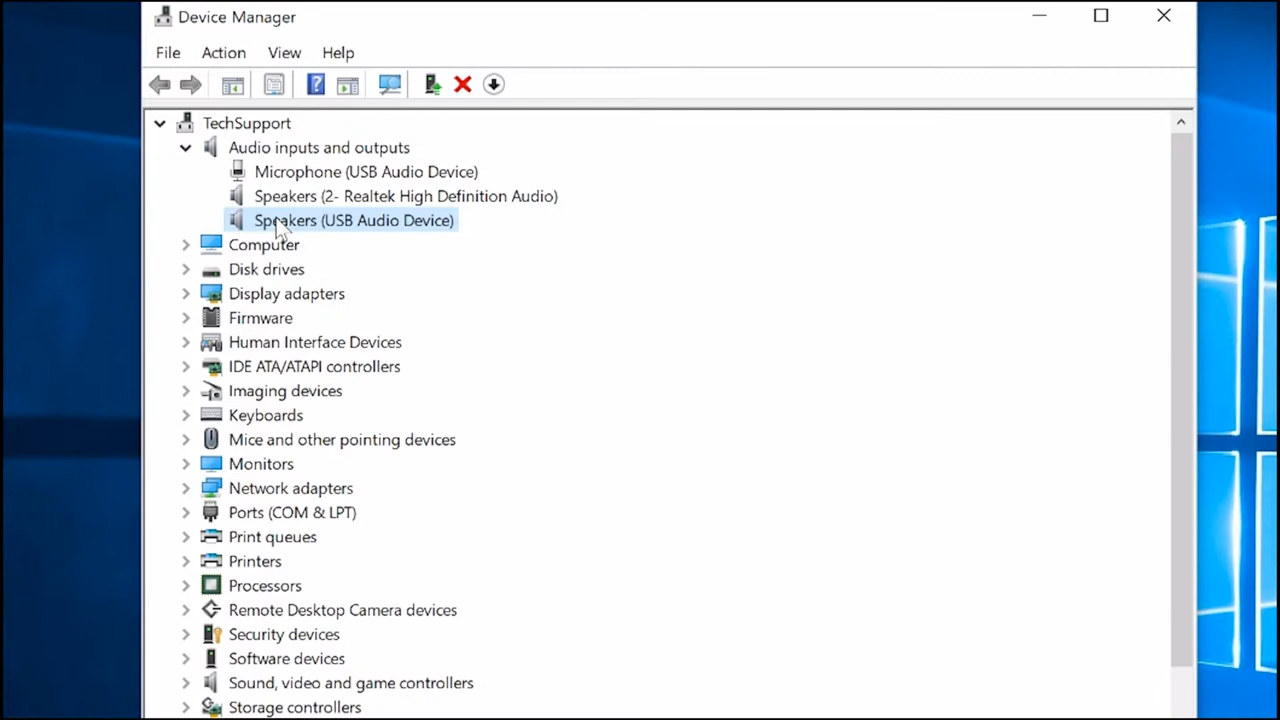 Device Manager
File Action View Help
TechSupport
Audio inputs and outputs
Microphone (USB Audio Device)
Speakers (2- Realtek High Definition Audio)
Speakers (USB Audio Device)
Computer
Disk drives
Display adapters
Firmware
Human Interface Devices
IDE ATA/ATAPI controllers
Imaging devices
Keyboards
Mice and other pointing devices
Monitors
Network adapters
Ports (COM & LPT)
Print queues
Printers
Processors
Remote Desktop Camera devices
Security devices
Software devices
Sound, video and game controllers
Storage controllers